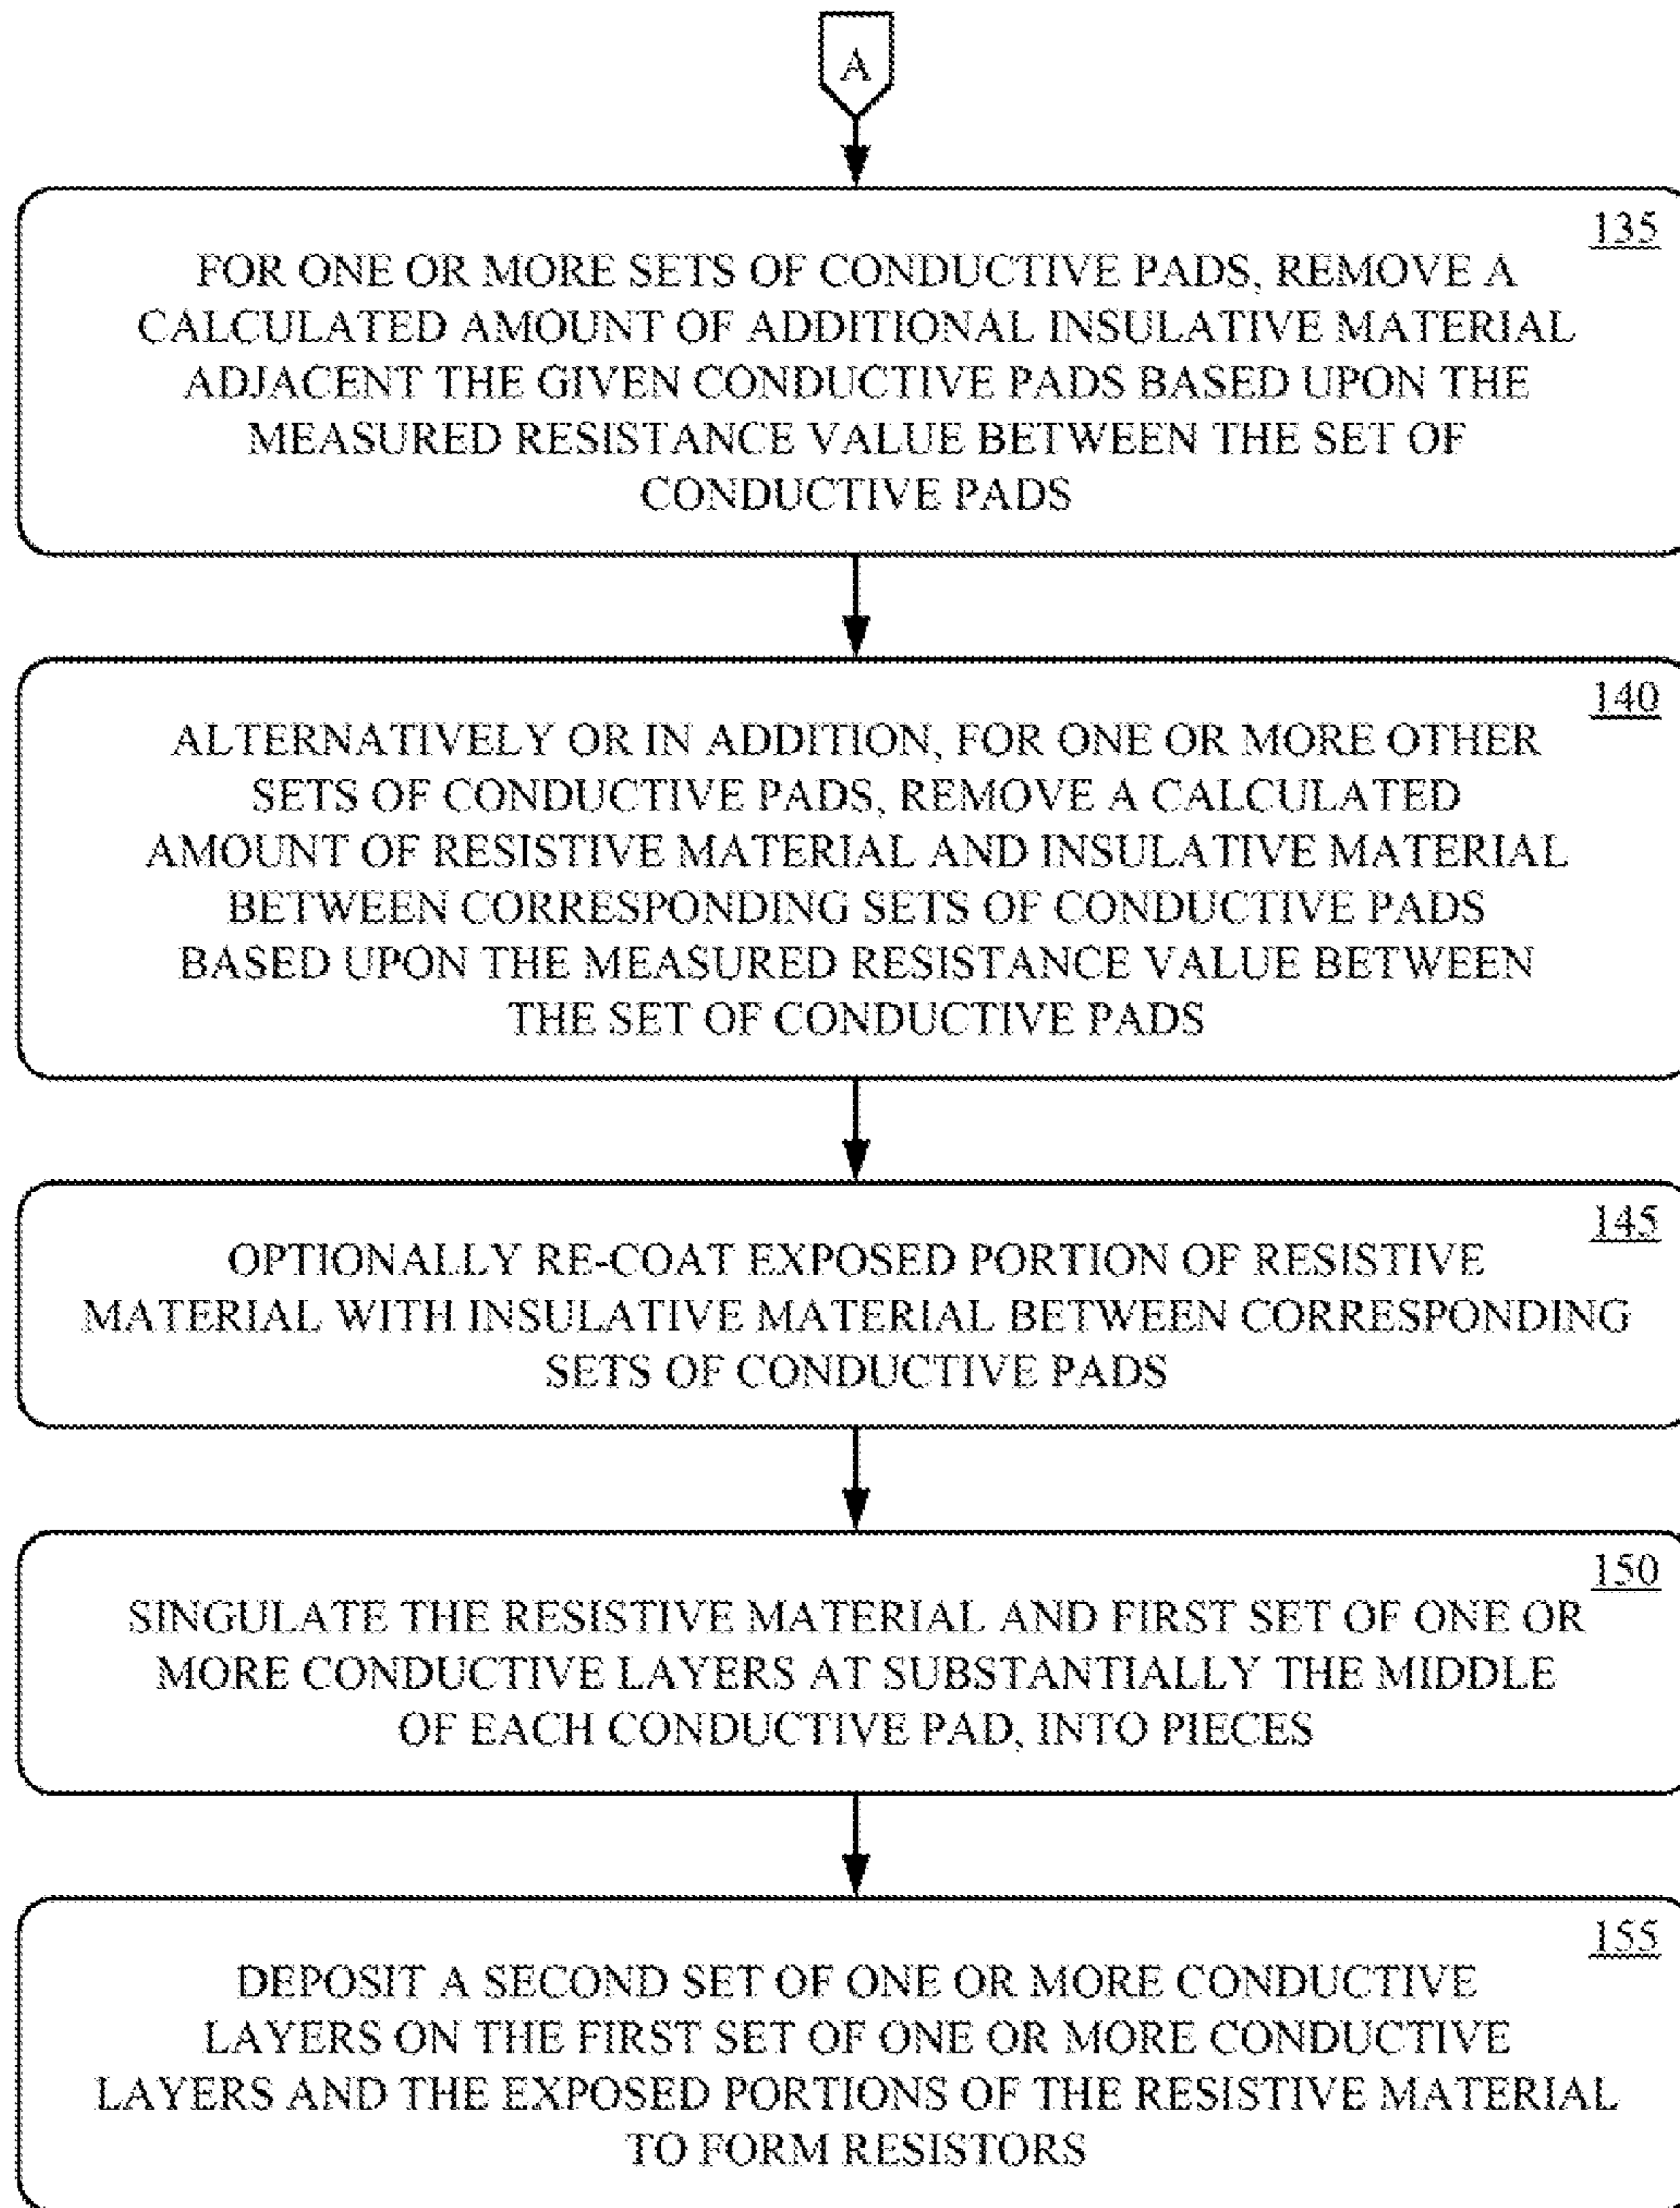 A
135
FOR ONE OR MORE SETS OF CONDUCTIVE PADS, REMOVE A
CALCULATED AMOUNT OF ADDITIONAL INSULATIVE MATERIAL
ADJACENT THE GIVEN CONDUCTIVE PADS BASED UPON THE
MEASURED RESISTANCE VALUE BETWEEN THE SET OF
CONDUCTIVE PADS
140
ALTERNATIVELY OR IN ADDITION, FOR ONE OR MORE OTHER
SETS OF CONDUCTIVE PADS, REMOVE A CALCULATED
AMOUNT OF RESISTIVE MATERIAL AND INSULATIVE MATERIAL
BETWEEN CORRESPONDING SETS OF CONDUCTIVE PADS
BASED UPON THE MEASURED RESISTANCE VALUE BETWEEN
THE SET OF CONDUCTIVE PADS
145
OPTIONALLY RE-COAT EXPOSED PORTION OF RESISTIVE
MATERIAL WITH INSULATIVE MATERIAL BETWEEN CORRESPONDING
SETS OF CONDUCTIVE PADS
150
SINGULATE THE RESISTIVE MATERIAL AND FIRST SET OF ONE OR
MORE CONDUCTIVE LAYERS AT SUBSTANTIALLY THE MIDDLE
OF EACH CONDUCTIVE PAD, INTO PIECES
155
DEPOSIT A SECOND SET OF ONE OR MORE CONDUCTIVE
LAYERS ON THE FIRST SET OF ONE OR MORE CONDUCTIVE
LAYERS AND THE EXPOSED PORTIONS OF THE RESISTIVE MATERIAL
TO FORM RESISTORS